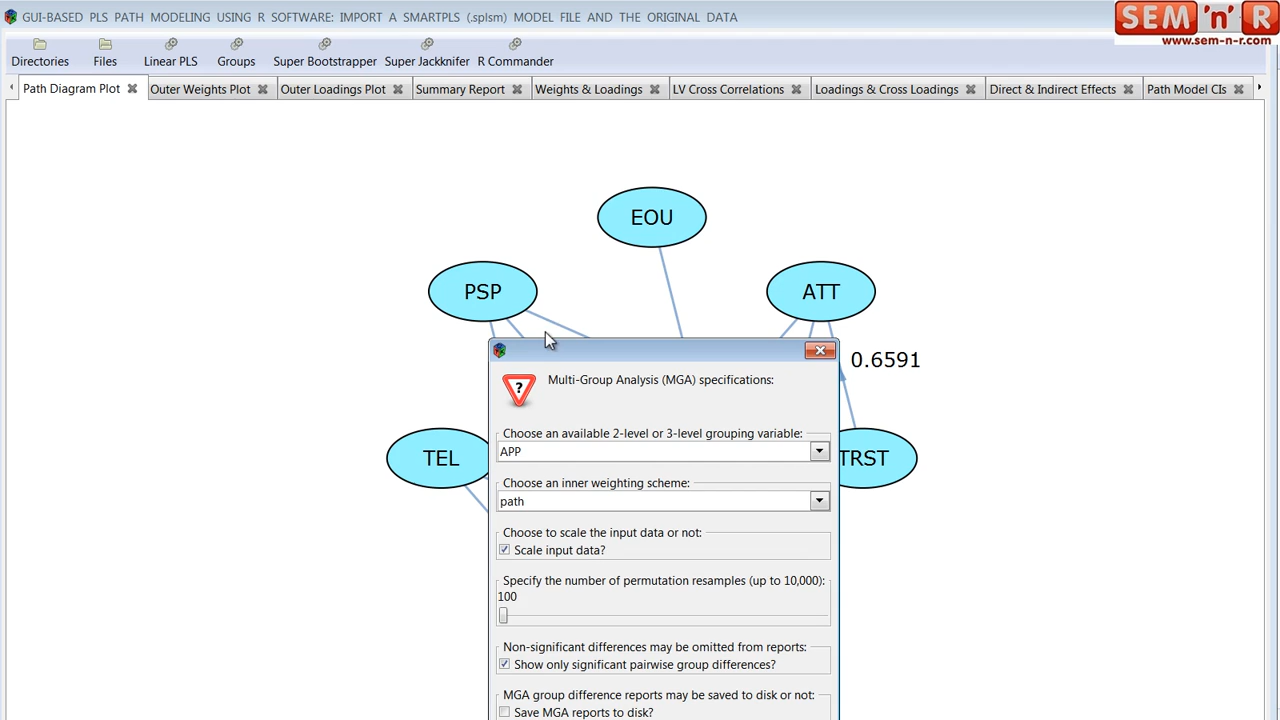 GUI-BASED PLS PATH MODELING USING R SOFTWARE: IMPORT A SMARTPLS (.splsm) MODEL FILE AND THE ORIGINAL DATA
SEM 'n' R
www.sem-n-r.com
Directories Files Linear PLS Groups Super Bootstrapper Super Jackknifer R Commander
Path Diagram Plot Outer Weights Plot Outer Loadings Plot Summary Report Weights & Loadings LV Cross Correlations Loadings & Cross Loadings Direct & Indirect Effects Path Model CIs
EOU
PSP
ATT
0.6591
TEL
TRST
?
Multi-Group Analysis (MGA) specifications:
Choose an available 2-level or 3-level grouping variable:
APP
Choose an inner weighting scheme:
path
Choose to scale the input data or not:
Scale input data?
Specify the number of permutation resamples (up to 10,000):
100
Non-significant differences may be omitted from reports:
Show only significant pairwise group differences?
MGA group difference reports may be saved to disk or not:
Save MGA reports to disk?